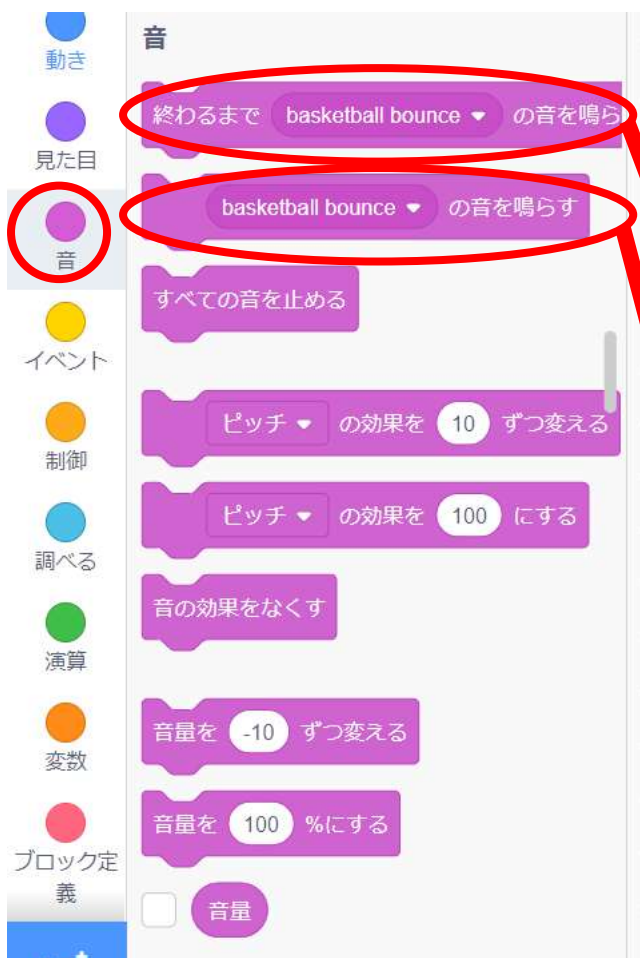 音
動き
終わるまで basketball bounce の音を鳴ら
見た目
basketball bounce の音を鳴らす
音
すべての音を止める
イベント
ピッチ の効果を 10 ずつ変える
制御
ピッチ の効果を 100 にする
調べる
音の効果をなくす
演算
音量を -10 ずつ変える
変数
音量を 100 %にする
ブロック定
義
音量